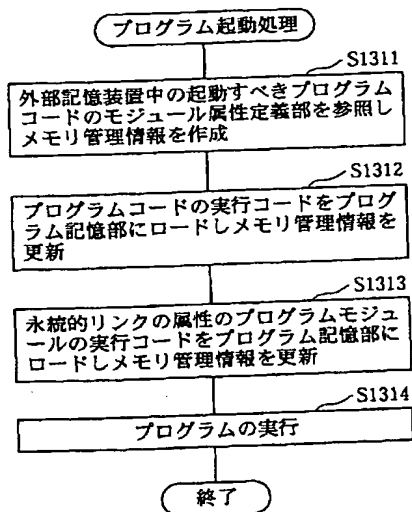 プログラム起動処理
S1311
外部記憶装置中の起動すべきプログラム
コードのモジュール属性定義部を参照し
メモリ管理情報を作成
S1312
プログラムコードの実行コードをプログ
ラム記憶部にロードしメモリ管理情報を
更新
S1313
永続的リンクの属性のプログラムモジュ
ールの実行コードをプログラム記憶部に
ロードしメモリ管理情報を更新
S1314
プログラムの実行
終了